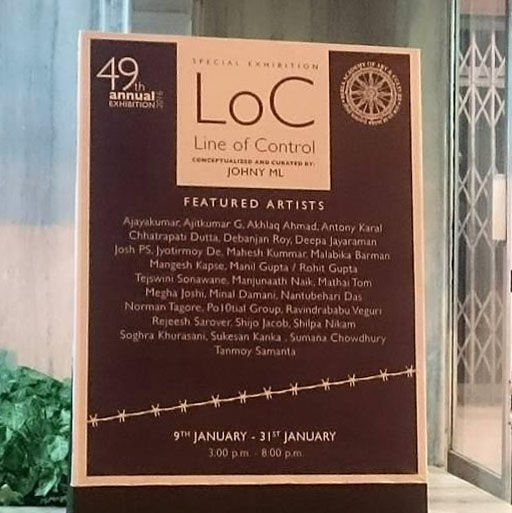 49th
annual
EXHIBITION 2016
SPECIAL EXHIBITION
LoC
Line of Control
CONCEPTUALIZED AND CURATED BY:
JOHNY ML
FEATURED ARTISTS
Ajayakumar, Ajitkumar G, Akhlaq Ahmad, Antony Karal
Chhatrapati Dutta, Debanjan Roy, Deepa Jayaraman
Josh PS, Jyotirmoy De, Mahesh Kummar, Malabika Barman
Mangesh Kapse, Manil Gupta / Rohit Gupta
Tejswini Sonawane, Manjunaath Naik, Mathai Tom
Megha Joshi, Minal Damani, Nantubehari Das
Norman Tagore, Po10tial Group, Ravindrababu Veguri
Rejeesh Sarover, Shijo Jacob, Shilpa Nikam
Soghra Khurasani, Sukesan Kanka , Sumana Chowdhury
Tanmoy Samanta
9TH JANUARY - 31ST JANUARY
3.00 p.m. - 8:00 p.m.